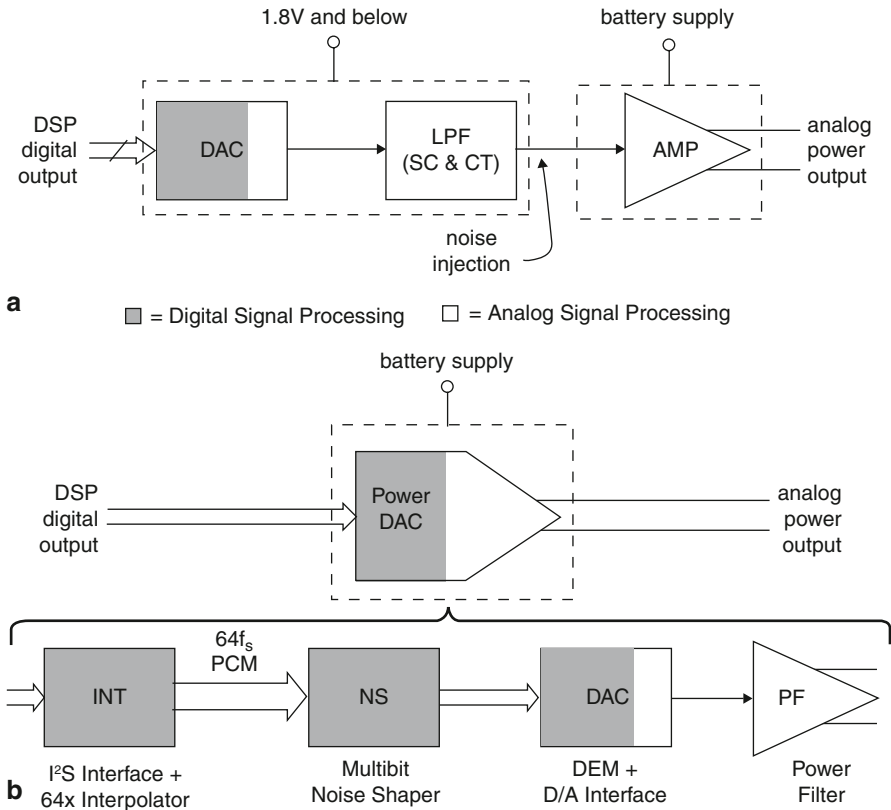 1.8V and below
battery supply
DSP
digital
output
DAC
LPF
(SC & CT)
AMP
analog
power
output
noise
injection
a
= Digital Signal Processing
= Analog Signal Processing
battery supply
DSP
digital
output
Power
DAC
analog
power
output
64fs
PCM
INT
NS
DAC
PF
I²S Interface +
64x Interpolator
Multibit
Noise Shaper
DEM +
D/A Interface
Power
Filter
b